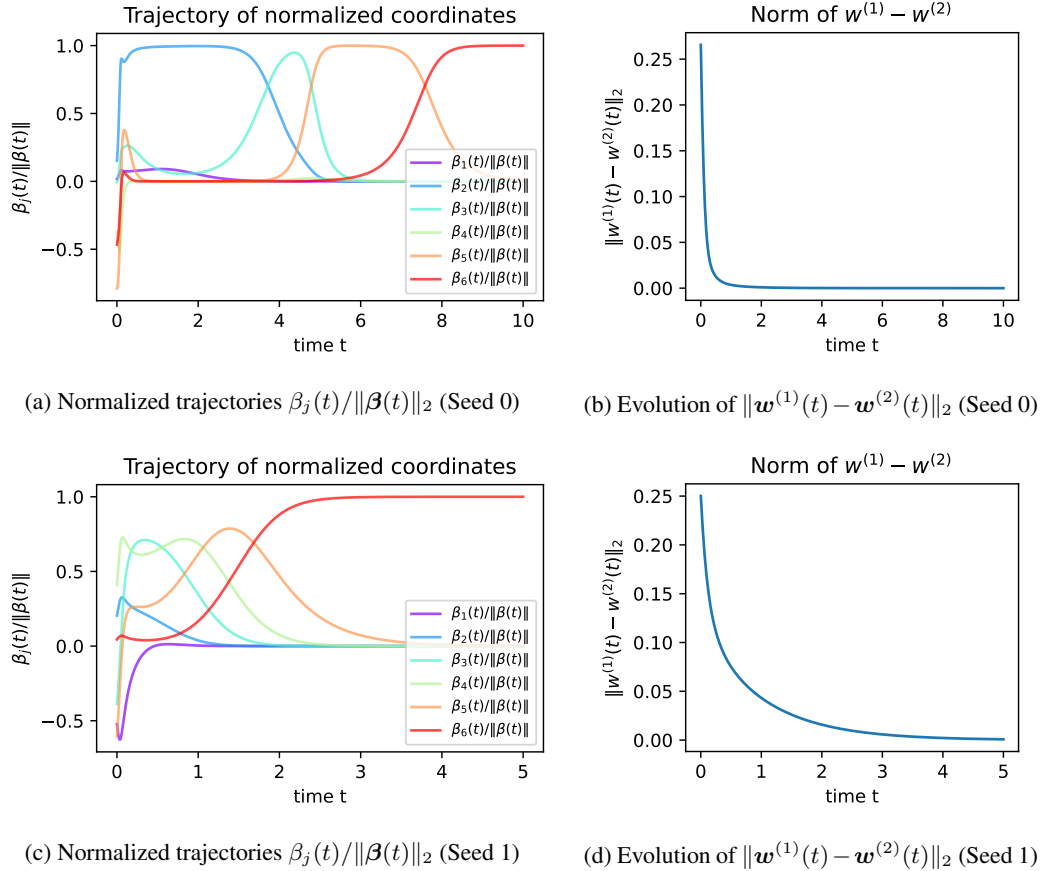 Trajectory of normalized coordinates
β_j(t)/‖β(t)‖
1.0
0.5
0.0
−0.5
β₁(t)/‖β(t)‖
β₂(t)/‖β(t)‖
β₃(t)/‖β(t)‖
β₄(t)/‖β(t)‖
β₅(t)/‖β(t)‖
β₆(t)/‖β(t)‖
0 2 4 6 8 10
time t
Norm of w⁽¹⁾ − w⁽²⁾
‖w⁽¹⁾(t) − w⁽²⁾(t)‖₂
0.25
0.20
0.15
0.10
0.05
0.00
0 2 4 6 8 10
time t
(a) Normalized trajectories β_j(t)/‖β(t)‖₂ (Seed 0)
(b) Evolution of ‖w⁽¹⁾(t) − w⁽²⁾(t)‖₂ (Seed 0)
Trajectory of normalized coordinates
β_j(t)/‖β(t)‖
1.0
0.5
0.0
−0.5
β₁(t)/‖β(t)‖
β₂(t)/‖β(t)‖
β₃(t)/‖β(t)‖
β₄(t)/‖β(t)‖
β₅(t)/‖β(t)‖
β₆(t)/‖β(t)‖
0 1 2 3 4 5
time t
Norm of w⁽¹⁾ − w⁽²⁾
‖w⁽¹⁾(t) − w⁽²⁾(t)‖₂
0.25
0.20
0.15
0.10
0.05
0.00
0 1 2 3 4 5
time t
(c) Normalized trajectories β_j(t)/‖β(t)‖₂ (Seed 1)
(d) Evolution of ‖w⁽¹⁾(t) − w⁽²⁾(t)‖₂ (Seed 1)